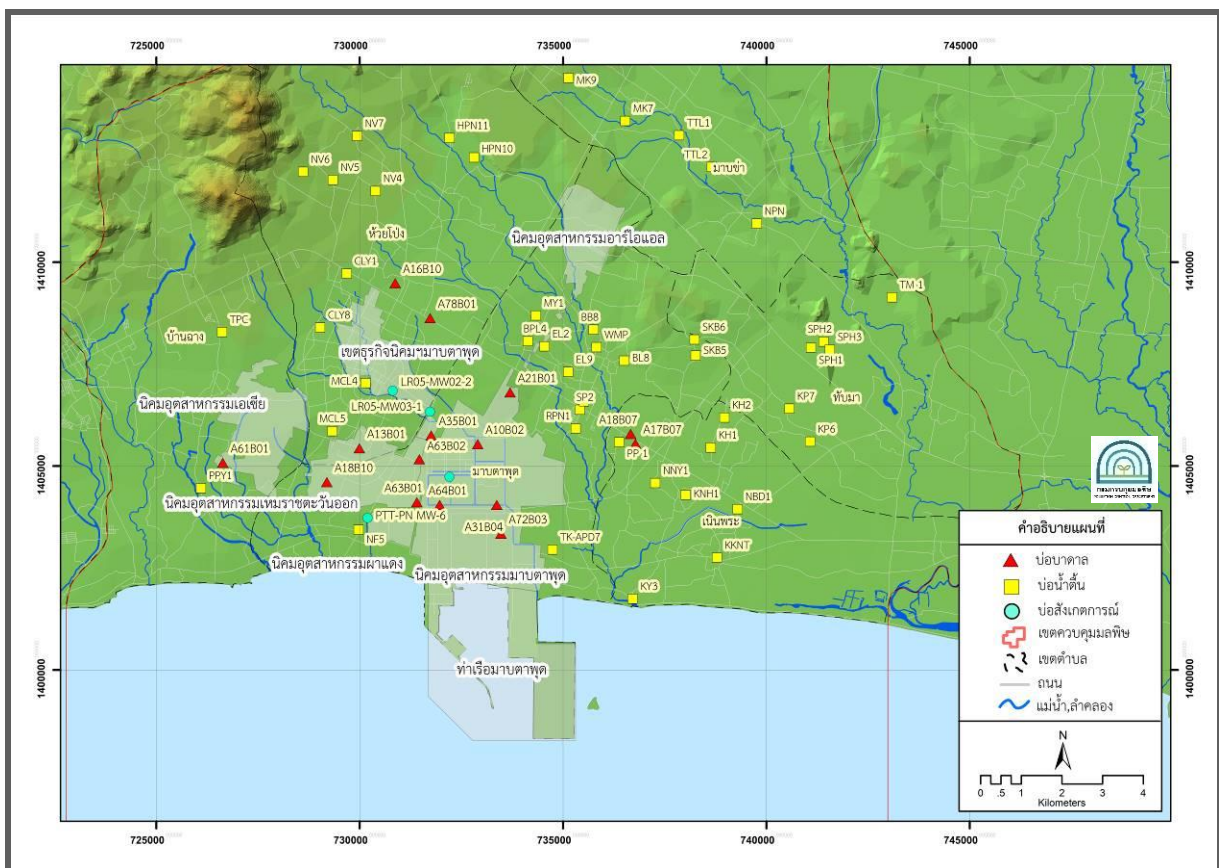 725000 730000 735000 740000 745000
MK9
MK7
NV7
HPN11
TTL1
HPN10
TTL2
มาบข่า
NV6
NV5
NV4
NPN
ห้วยโป่ง
นิคมอุตสาหกรรมอาร์ไอแอล
1410000
1410000
CLY1
A16B10
TM-1
A78B01
MY1
BB8
TPC
CLY8
BPL4
EL2
WMP
SKB6
SPH2
SPH3
บ้านฉาง
เขตธุรกิจนิคมฯมาบตาพุด
EL9
BL8
SKB5
SPH1
MCL4
LR05-MW02-2
A21B01
นิคมอุตสาหกรรมเอเซีย
LR05-MW03-1
SP2
KP7
ทับมา
MCL5
A35B01
RPN1
A18B07
KH2
A13B01
A63B02
A10B02
A17B07
KH1
KP6
A61B01
PP-1
PPY1
A18B10
มาบตาพุด
NNY1
1405000
1405000
A63B01
A64B01
KNH1
NBD1
นิคมอุตสาหกรรมเหมราชตะวันออก
PTT-PN MW-6
A72B03
เนินพระ
A31B04
NF5
TK-APD7
KKNT
นิคมอุตสาหกรรมผาแดง
นิคมอุตสาหกรรมมาบตาพุด
KY3
ท่าเรือมาบตาพุด
1400000
1400000
กรมควบคุมมลพิษ
คำอธิบายแผนที่
บ่อบาดาล
บ่อน้ำตื้น
บ่อสังเกตการณ์
เขตควบคุมมลพิษ
เขตตำบล
ถนน
แม่น้ำ,ลำคลอง
N
0 .5 1 2 3 4
Kilometers
725000 730000 735000 740000 745000